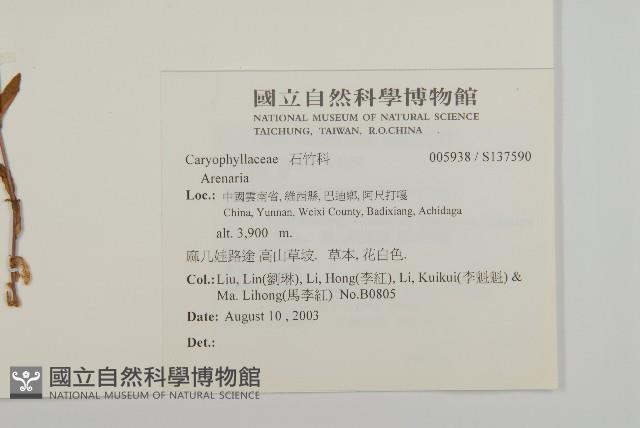 國立自然科學博物館
NATIONAL MUSEUM OF NATURAL SCIENCE
TAICHUNG, TAIWAN, R.O.CHINA
Caryophyllaceae 石竹科 005938 / S137590
Arenaria
Loc.: 中國雲南省, 維西縣, 巴迪鄉, 阿尺打嘎
China, Yunnan. Weixi County, Badixiang, Achidaga
alt. 3,900 m.
麻儿娃路途 高山草坡. 草本, 花白色.
Col.: Liu, Lin(劉琳), Li, Hong(李紅), Li, Kuikui(李魁魁) &
Ma. Lihong(馬李紅) No.B0805
Date: August 10 , 2003
Det.:
國立自然科學博物館
NATIONAL MUSEUM OF NATURAL SCIENCE